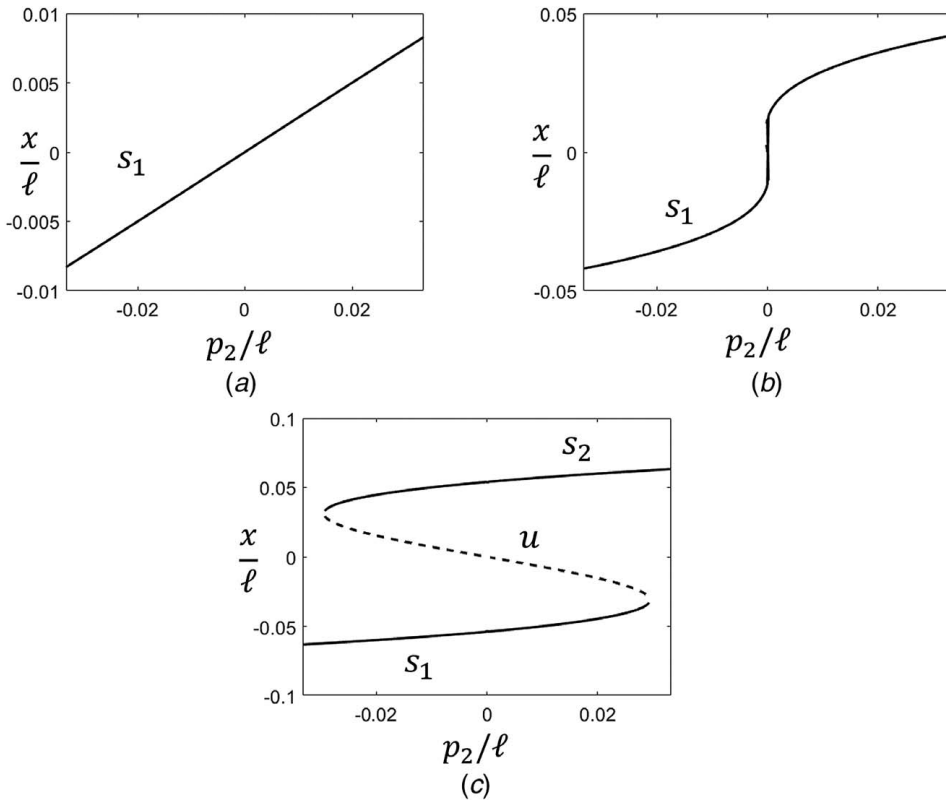 0.01
0.005
0
-0.005
-0.01
x/ℓ
s₁
-0.02 0 0.02
p₂/ℓ
(a)
0.05
0
-0.05
x/ℓ
s₁
-0.02 0 0.02
p₂/ℓ
(b)
0.1
0.05
0
-0.05
-0.1
x/ℓ
s₂
u
s₁
-0.02 0 0.02
p₂/ℓ
(c)